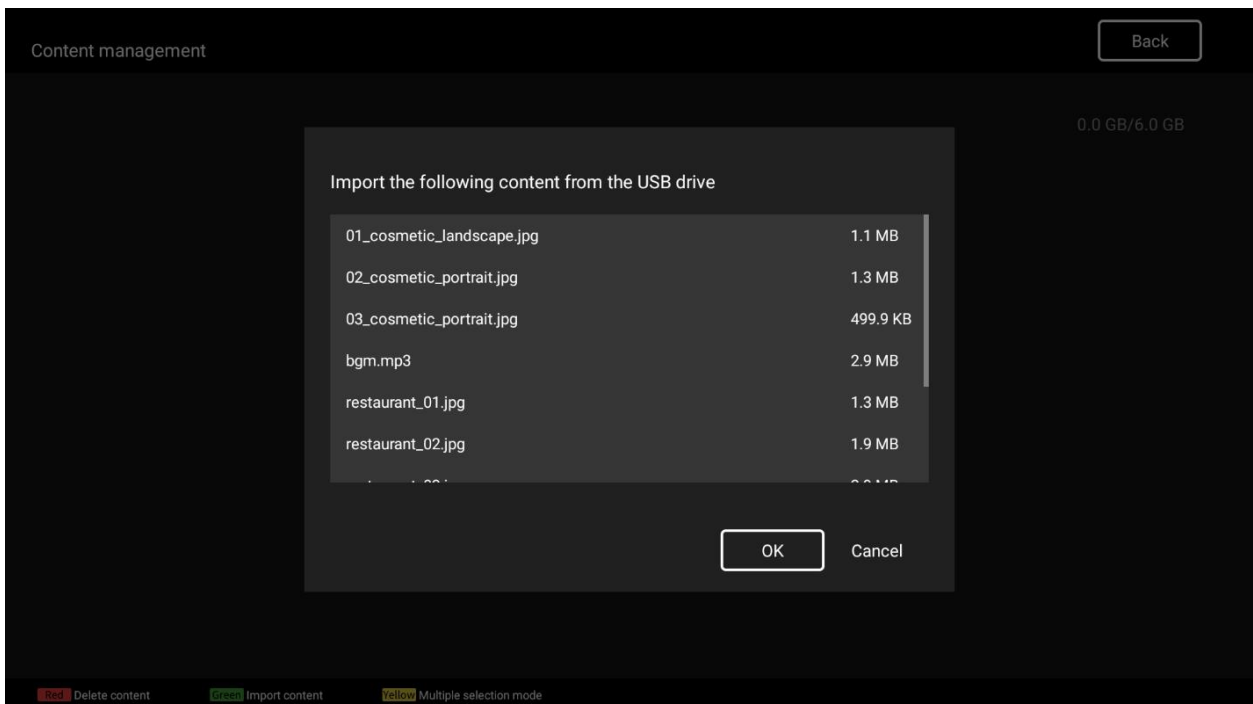 Content management
Back
0.0 GB/6.0 GB
Import the following content from the USB drive
01_cosmetic_landscape.jpg 1.1 MB
02_cosmetic_portrait.jpg 1.3 MB
03_cosmetic_portrait.jpg 499.9 KB
bgm.mp3 2.9 MB
restaurant_01.jpg 1.3 MB
restaurant_02.jpg 1.9 MB
OK Cancel
Red Delete content Green Import content Yellow Multiple selection mode